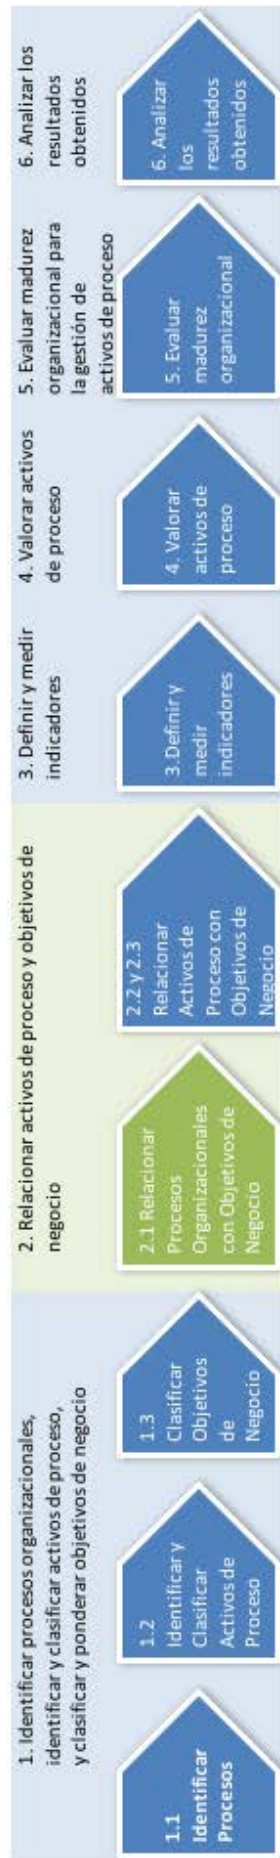 1. Identificar procesos organizacionales,
identificar y clasificar activos de proceso,
y clasificar y ponderar objetivos de negocio
2. Relacionar activos de proceso y objetivos de
negocio
3. Definir y medir
indicadores
4. Valorar activos
de proceso
5. Evaluar madurez
organizacional para
la gestión de
activos de proceso
6. Analizar los
resultados
obtenidos
1.1
Identificar
Procesos
1.2
Identificar y
Clasificar
Activos de
Proceso
1.3
Clasificar
Objetivos
de
Negocio
2.1 Relacionar
Procesos
Organizacionales
con Objetivos de
Negocio
2.2 y 2.3
Relacionar
Activos de
Proceso con
Objetivos de
Negocio
3.Definir y
medir
indicadores
4. Valorar
activos de
proceso
5. Evaluar
madurez
organizacional
6. Analizar
los
resultados
obtenidos